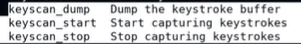 keyscan_dump Dump the keystroke buffer
keyscan_start Start capturing keystrokes
keyscan_stop Stop capturing keystrokes